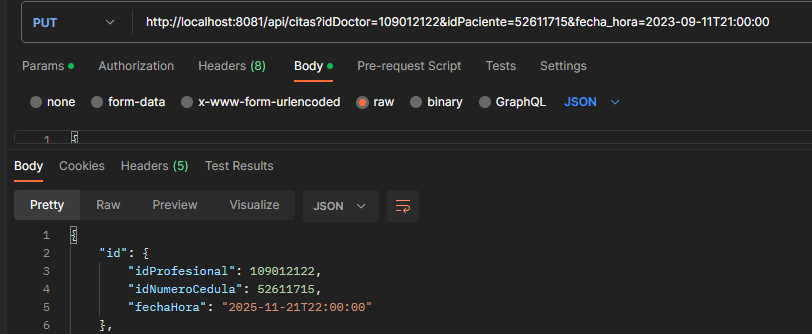 PUT http://localhost:8081/api/citas?idDoctor=109012122&idPaciente=52611715&fecha_hora=2023-09-11T21:00:00
Params Authorization Headers (8) Body Pre-request Script Tests Settings
none form-data x-www-form-urlencoded raw binary GraphQL JSON
1 {
Body Cookies Headers (5) Test Results
Pretty Raw Preview Visualize JSON
1 {
2 "id": {
3 "idProfesional": 109012122,
4 "idNumeroCedula": 52611715,
5 "fechaHora": "2025-11-21T22:00:00"
6 },